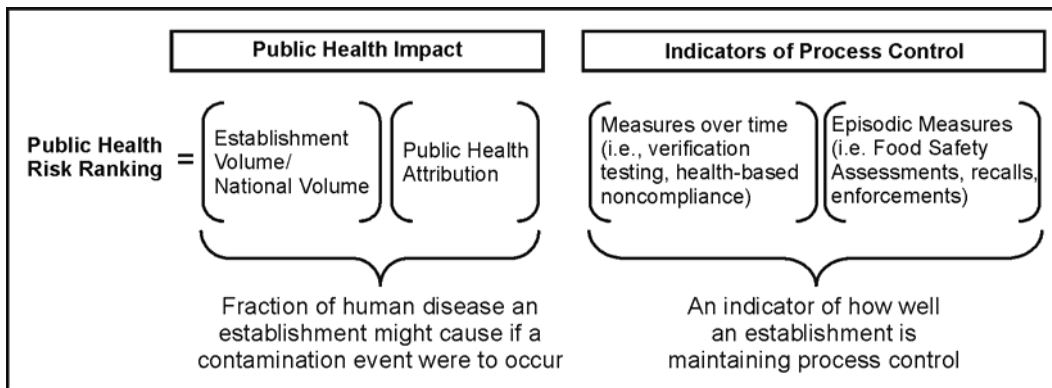 Public Health Impact
Indicators of Process Control
Public Health
Risk Ranking
=
Establishment
Volume/
National Volume
Public Health
Attribution
Measures over time
(i.e., verification
testing, health-based
noncompliance)
Episodic Measures
(i.e. Food Safety
Assessments, recalls,
enforcements)
Fraction of human disease an
establishment might cause if a
contamination event were to occur
An indicator of how well
an establishment is
maintaining process control